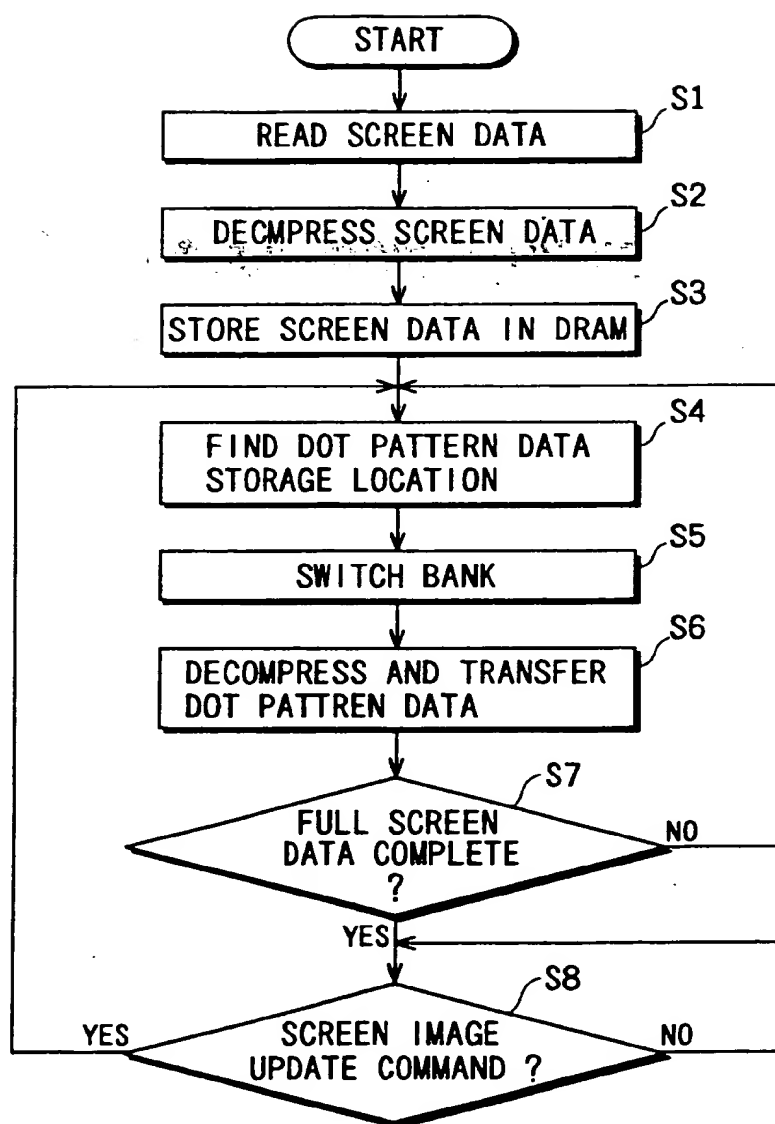 START
S1
READ SCREEN DATA
S2
DECMPRESS SCREEN DATA
S3
STORE SCREEN DATA IN DRAM
S4
FIND DOT PATTERN DATA
STORAGE LOCATION
S5
SWITCH BANK
S6
DECOMPRESS AND TRANSFER
DOT PATTREN DATA
S7
FULL SCREEN
DATA COMPLETE
?
NO
YES
S8
SCREEN IMAGE
UPDATE COMMAND ?
YES
NO